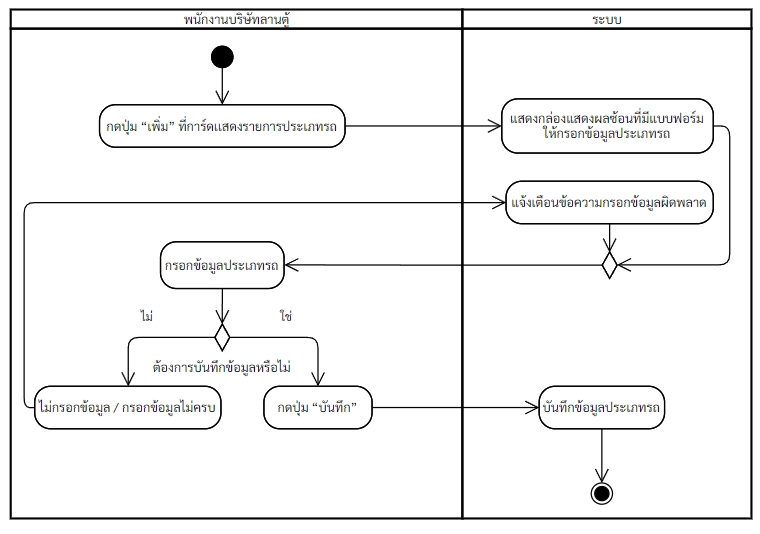 พนักงานบริษัทลานตู้
ระบบ
กดปุ่ม “เพิ่ม” ที่การ์ดแสดงรายการประเภทรถ
แสดงกล่องแสดงผลซ้อนที่มีแบบฟอร์ม
ให้กรอกข้อมูลประเภทรถ
แจ้งเตือนข้อความกรอกข้อมูลผิดพลาด
กรอกข้อมูลประเภทรถ
ไม่
ใช่
ต้องการบันทึกข้อมูลหรือไม่
ไม่กรอกข้อมูล / กรอกข้อมูลไม่ครบ
กดปุ่ม “บันทึก”
บันทึกข้อมูลประเภทรถ